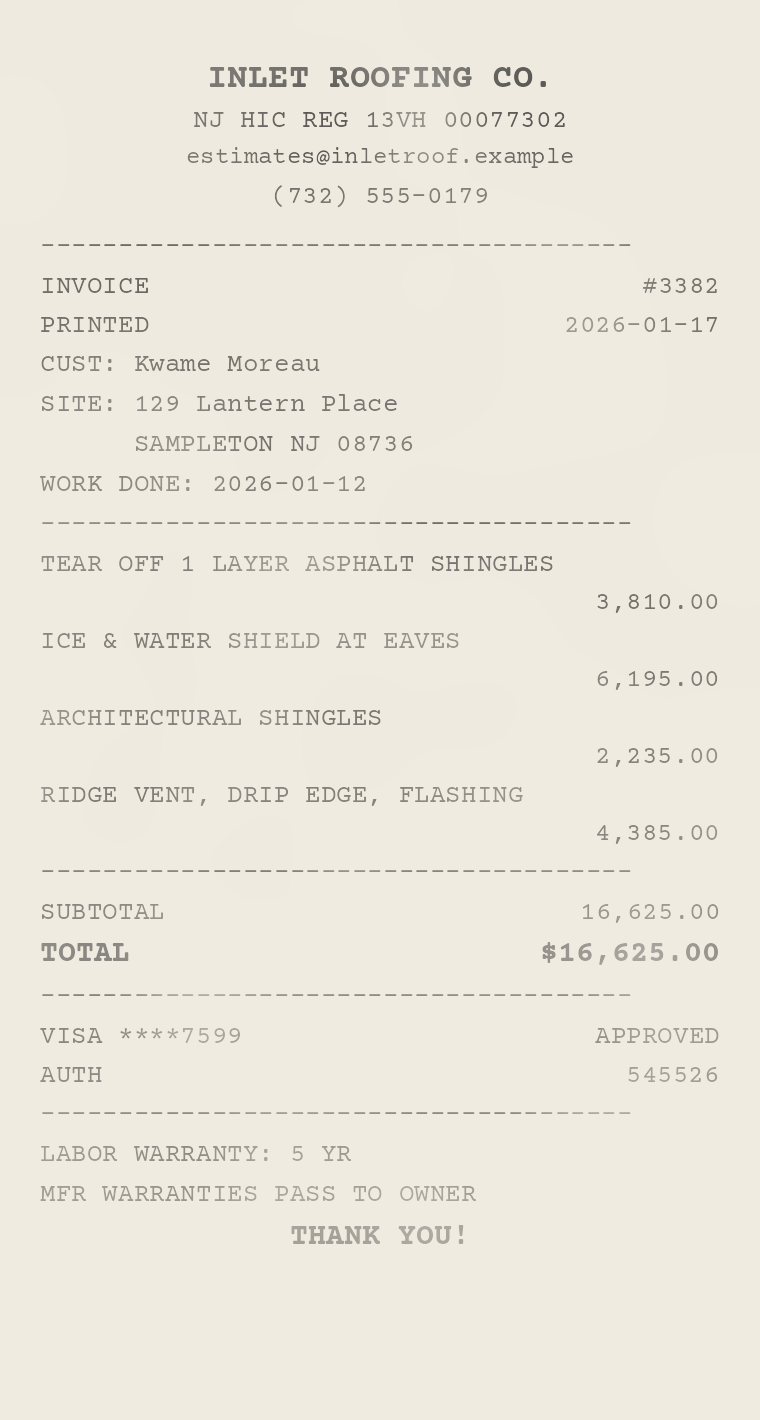 INLET ROOFING CO.
NJ HIC REG 13VH 00077302
estimates@inletroof.example
(732) 555-0179
--------------------------------------
INVOICE #3382
PRINTED 2026-01-17
CUST: Kwame Moreau
SITE: 129 Lantern Place
SAMPLETON NJ 08736
WORK DONE: 2026-01-12
--------------------------------------
TEAR OFF 1 LAYER ASPHALT SHINGLES
3,810.00
ICE & WATER SHIELD AT EAVES
6,195.00
ARCHITECTURAL SHINGLES
2,235.00
RIDGE VENT, DRIP EDGE, FLASHING
4,385.00
--------------------------------------
SUBTOTAL 16,625.00
TOTAL $16,625.00
--------------------------------------
VISA ****7599 APPROVED
AUTH 545526
--------------------------------------
LABOR WARRANTY: 5 YR
MFR WARRANTIES PASS TO OWNER
THANK YOU!